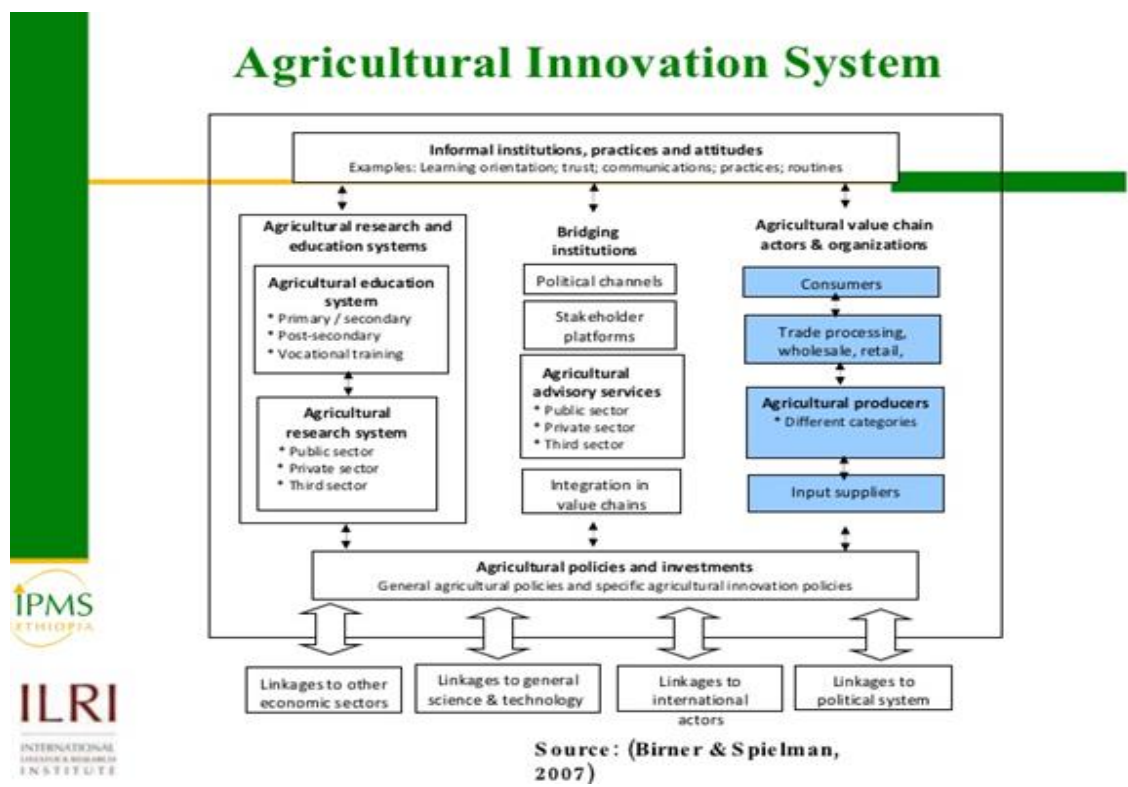 Agricultural Innovation System
Informal institutions, practices and attitudes
Examples: Learning orientation; trust; communications; practices; routines
Agricultural research and
education systems
Agricultural education
system
* Primary / secondary
* Post-secondary
* Vocational training
Agricultural
research system
* Public sector
* Private sector
* Third sector
Bridging
institutions
Political channels
Stakeholder
platforms
Agricultural
advisory services
* Public sector
* Private sector
* Third sector
Integration in
value chains
Agricultural value chain
actors & organizations
Consumers
Trade processing,
wholesale, retail,
Agricultural producers
* Different categories
Input suppliers
Agricultural policies and investments
General agricultural policies and specific agricultural innovation policies
Linkages to other
economic sectors
Linkages to general
science & technology
Linkages to
international
actors
Linkages to
political system
IPMS
ETHIOPIA
ILRI
INTERNATIONAL
LIVESTOCK RESEARCH
INSTITUTE
Source: (Birner & Spielman,
2007)